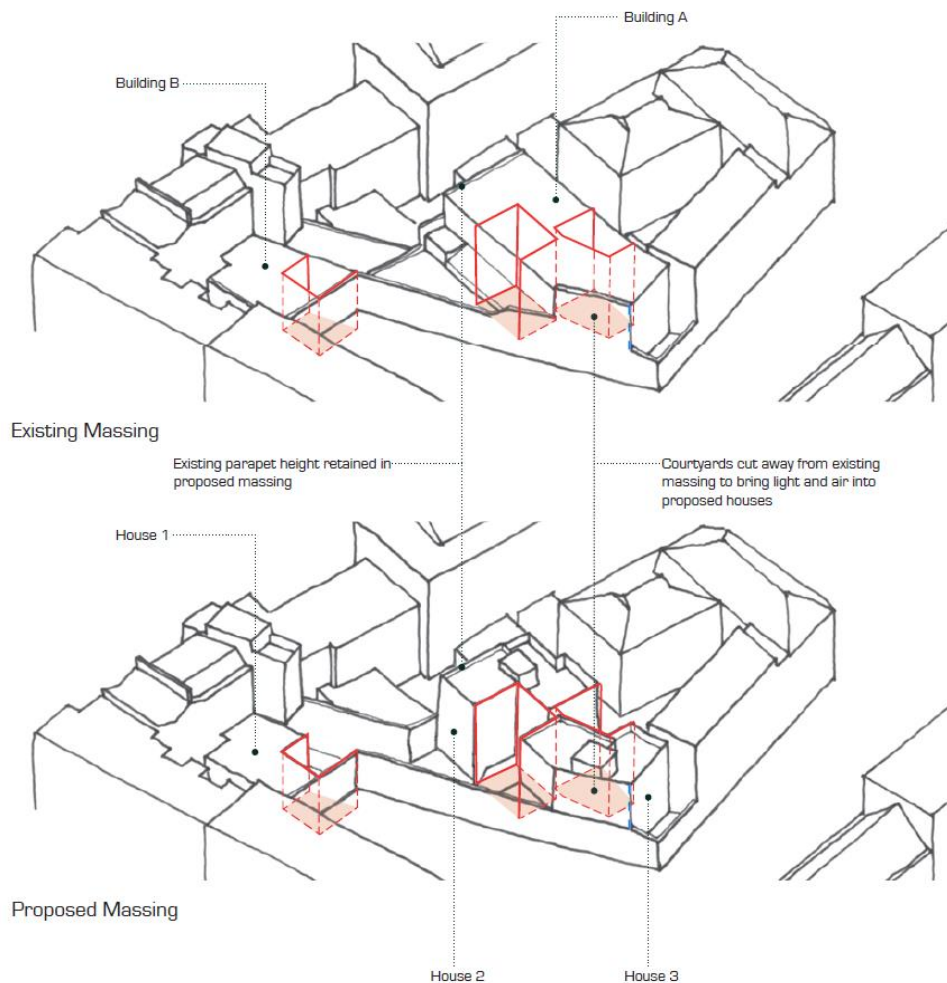 Building A
Building B
Existing Massing
Existing parapet height retained in
proposed massing
Courtyards cut away from existing
massing to bring light and air into
proposed houses
House 1
Proposed Massing
House 2
House 3